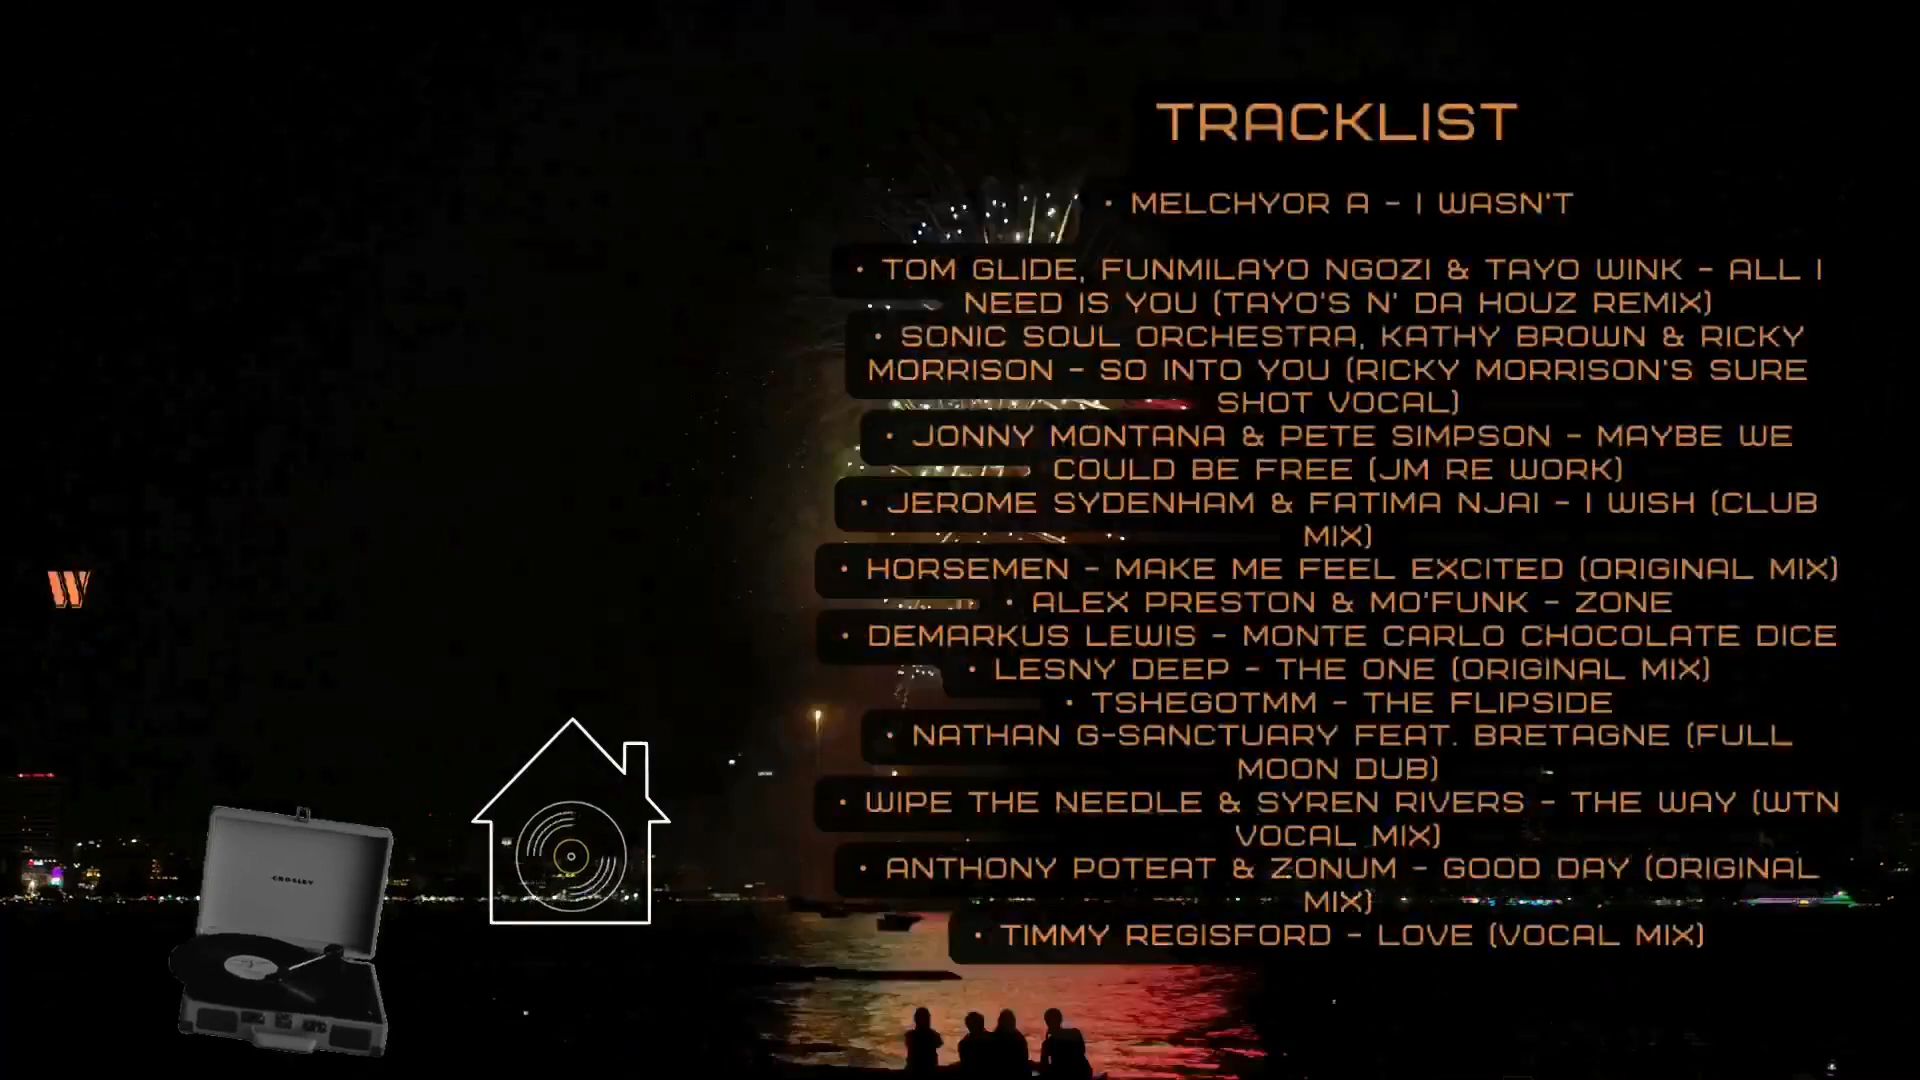 TRACKLIST
• MELCHYOR A - I WASN'T
• TOM GLIDE, FUNMILAYO NGOZI & TAYO WINK - ALL I
NEED IS YOU (TAYO'S N' DA HOUZ REMIX)
• SONIC SOUL ORCHESTRA, KATHY BROWN & RICKY
MORRISON - SO INTO YOU (RICKY MORRISON'S SURE
SHOT VOCAL)
• JONNY MONTANA & PETE SIMPSON - MAYBE WE
COULD BE FREE (JM RE WORK)
• JEROME SYDENHAM & FATIMA NJAI - I WISH (CLUB
MIX)
• HORSEMEN - MAKE ME FEEL EXCITED (ORIGINAL MIX)
• ALEX PRESTON & MO'FUNK - ZONE
• DEMARKUS LEWIS - MONTE CARLO CHOCOLATE DICE
• LESNY DEEP - THE ONE (ORIGINAL MIX)
• TSHEGOTMM - THE FLIPSIDE
• NATHAN G-SANCTUARY FEAT. BRETAGNE (FULL
MOON DUB)
• WIPE THE NEEDLE & SYREN RIVERS - THE WAY (WTN
VOCAL MIX)
• ANTHONY POTEAT & ZONUM - GOOD DAY (ORIGINAL
MIX)
• TIMMY REGISFORD - LOVE (VOCAL MIX)
W
CROSLEY